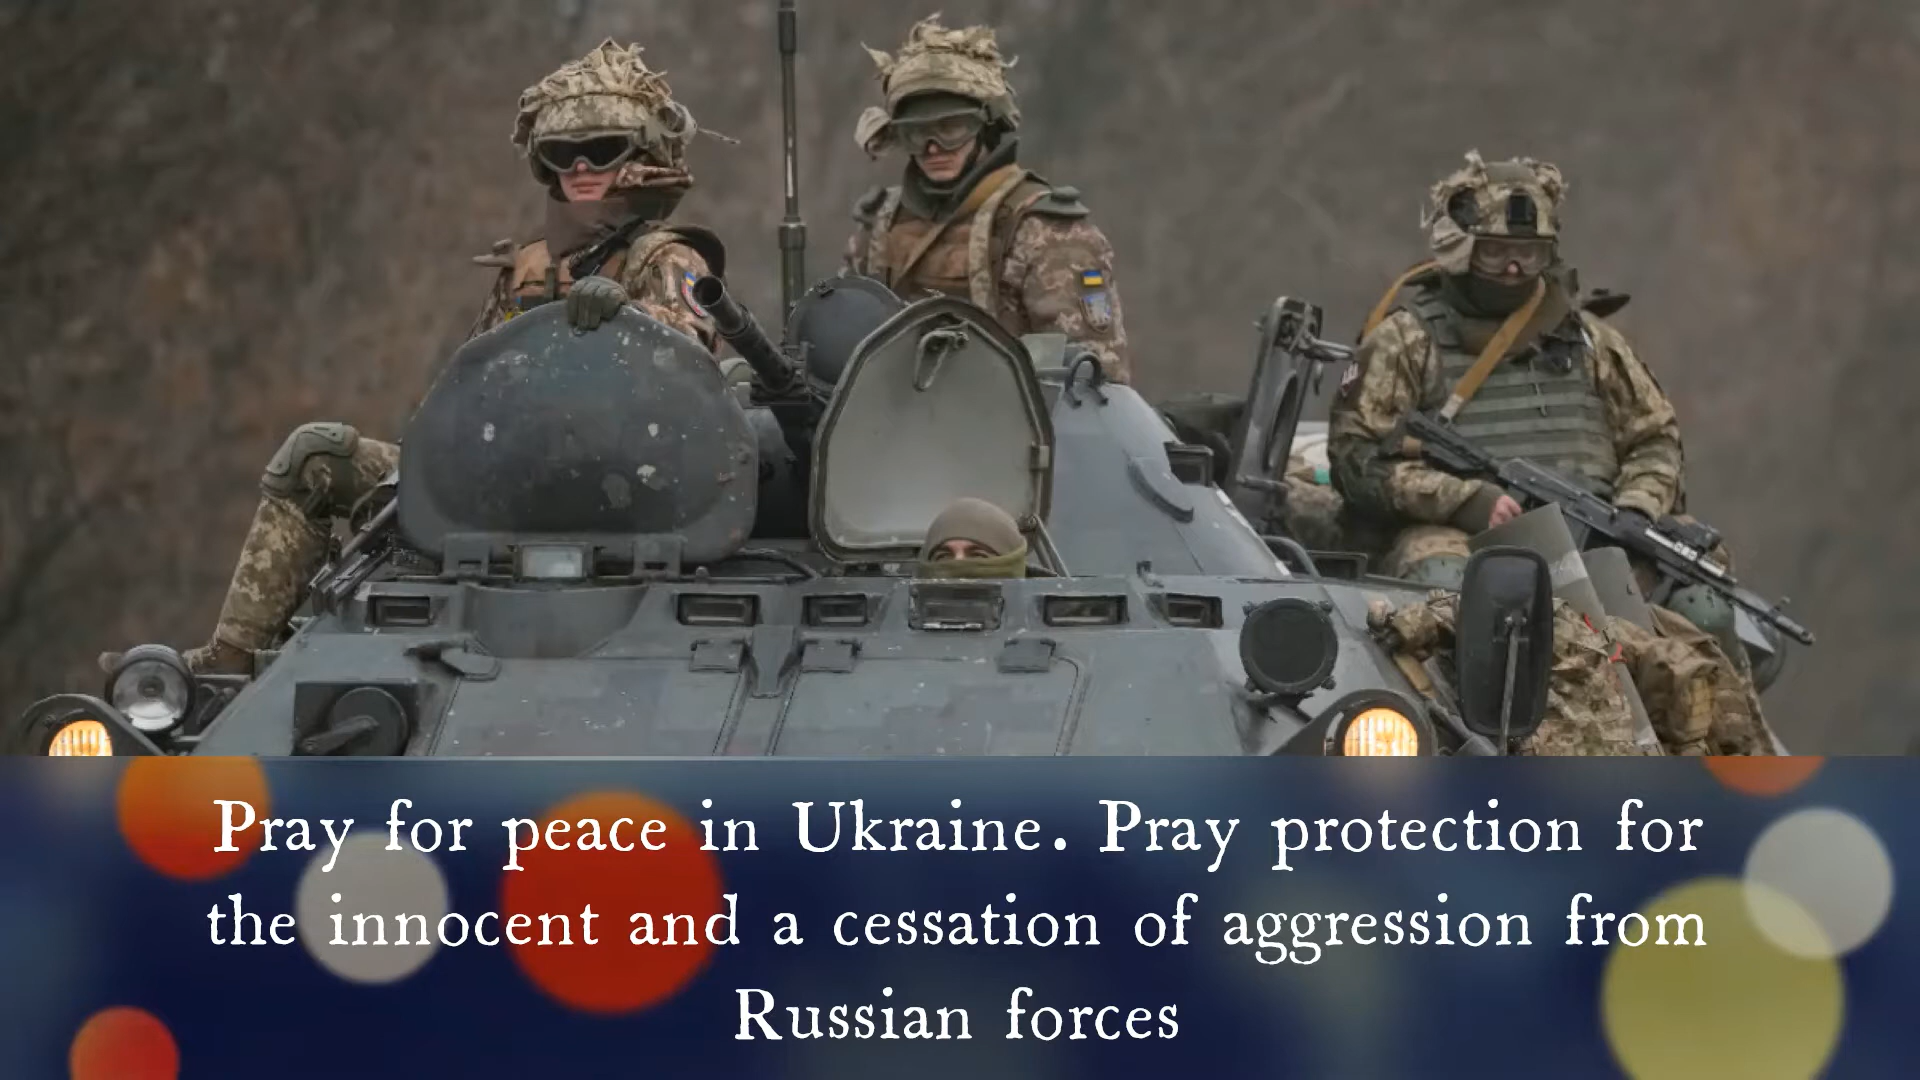 Pray for peace in Ukraine. Pray protection for
the innocent and a cessation of aggression from
Russian forces